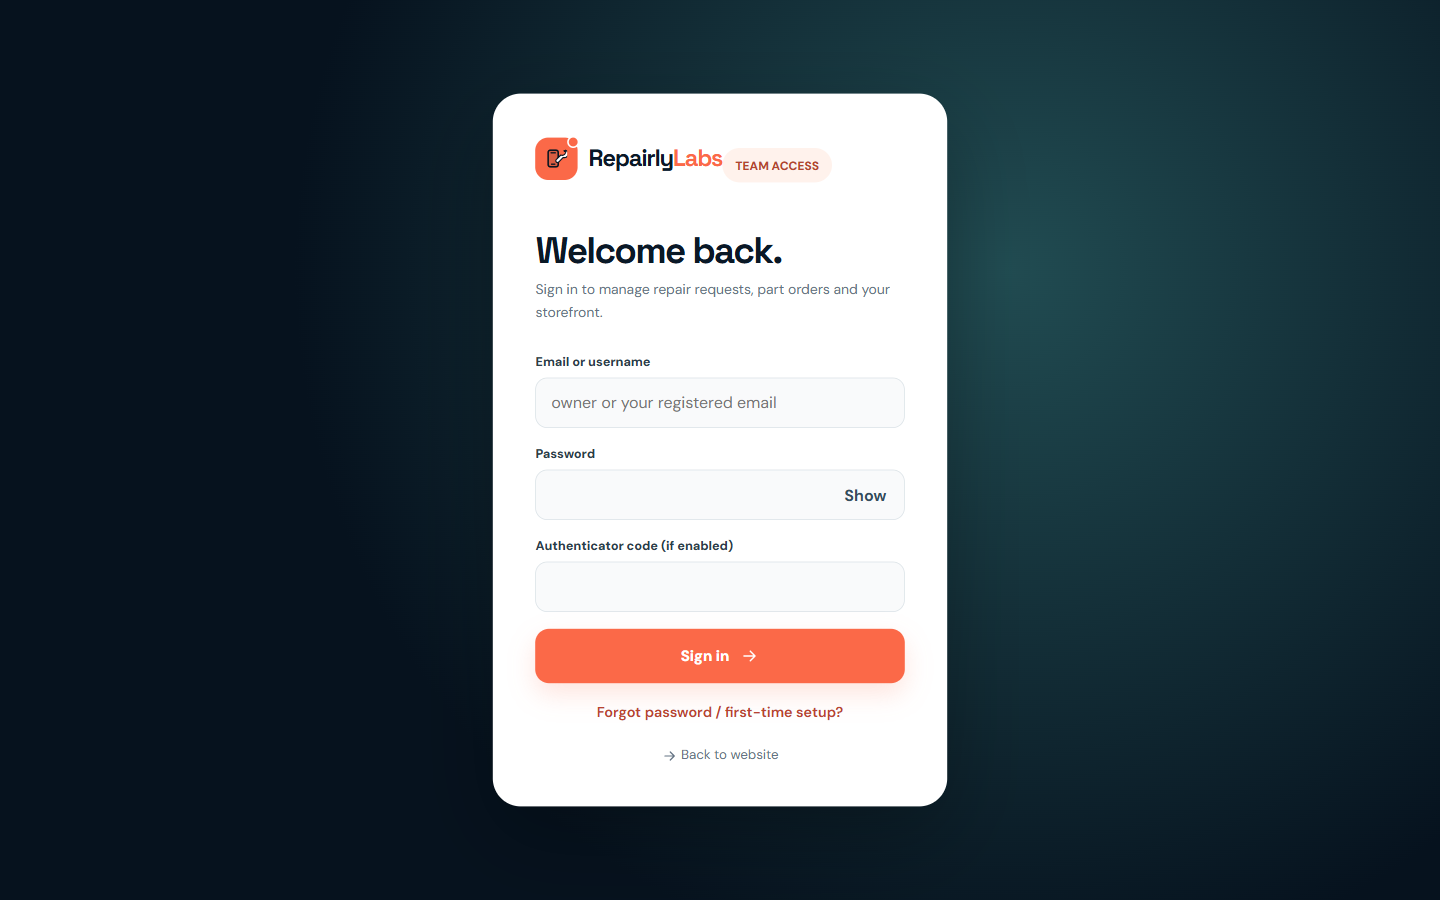 RepairlyLabs TEAM ACCESS
Welcome back.
Sign in to manage repair requests, part orders and your
storefront.
Email or username
owner or your registered email
Password
Show
Authenticator code (if enabled)
Sign in →
Forgot password / first-time setup?
→ Back to website